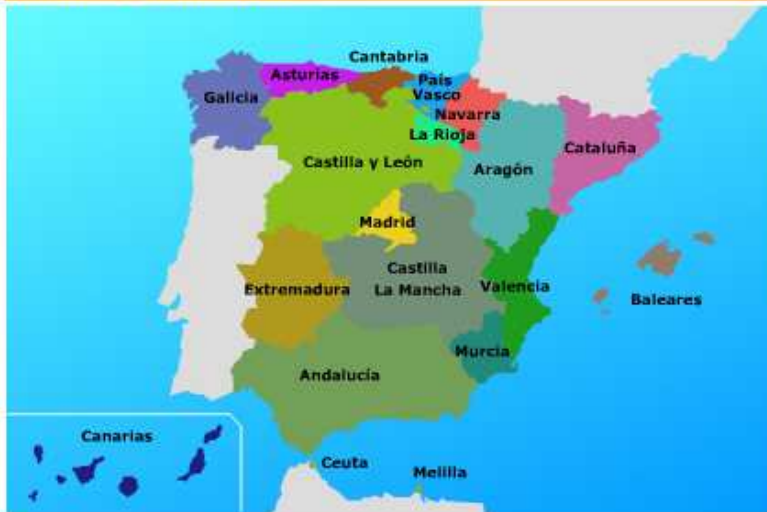 Cantabria
Asturias
País
Vasco
Galicia
Navarra
La Rioja
Cataluña
Castilla y León
Aragón
Madrid
Castilla
La Mancha
Extremadura
Valencia
Baleares
Murcia
Andalucía
Canarias
Ceuta
Melilla